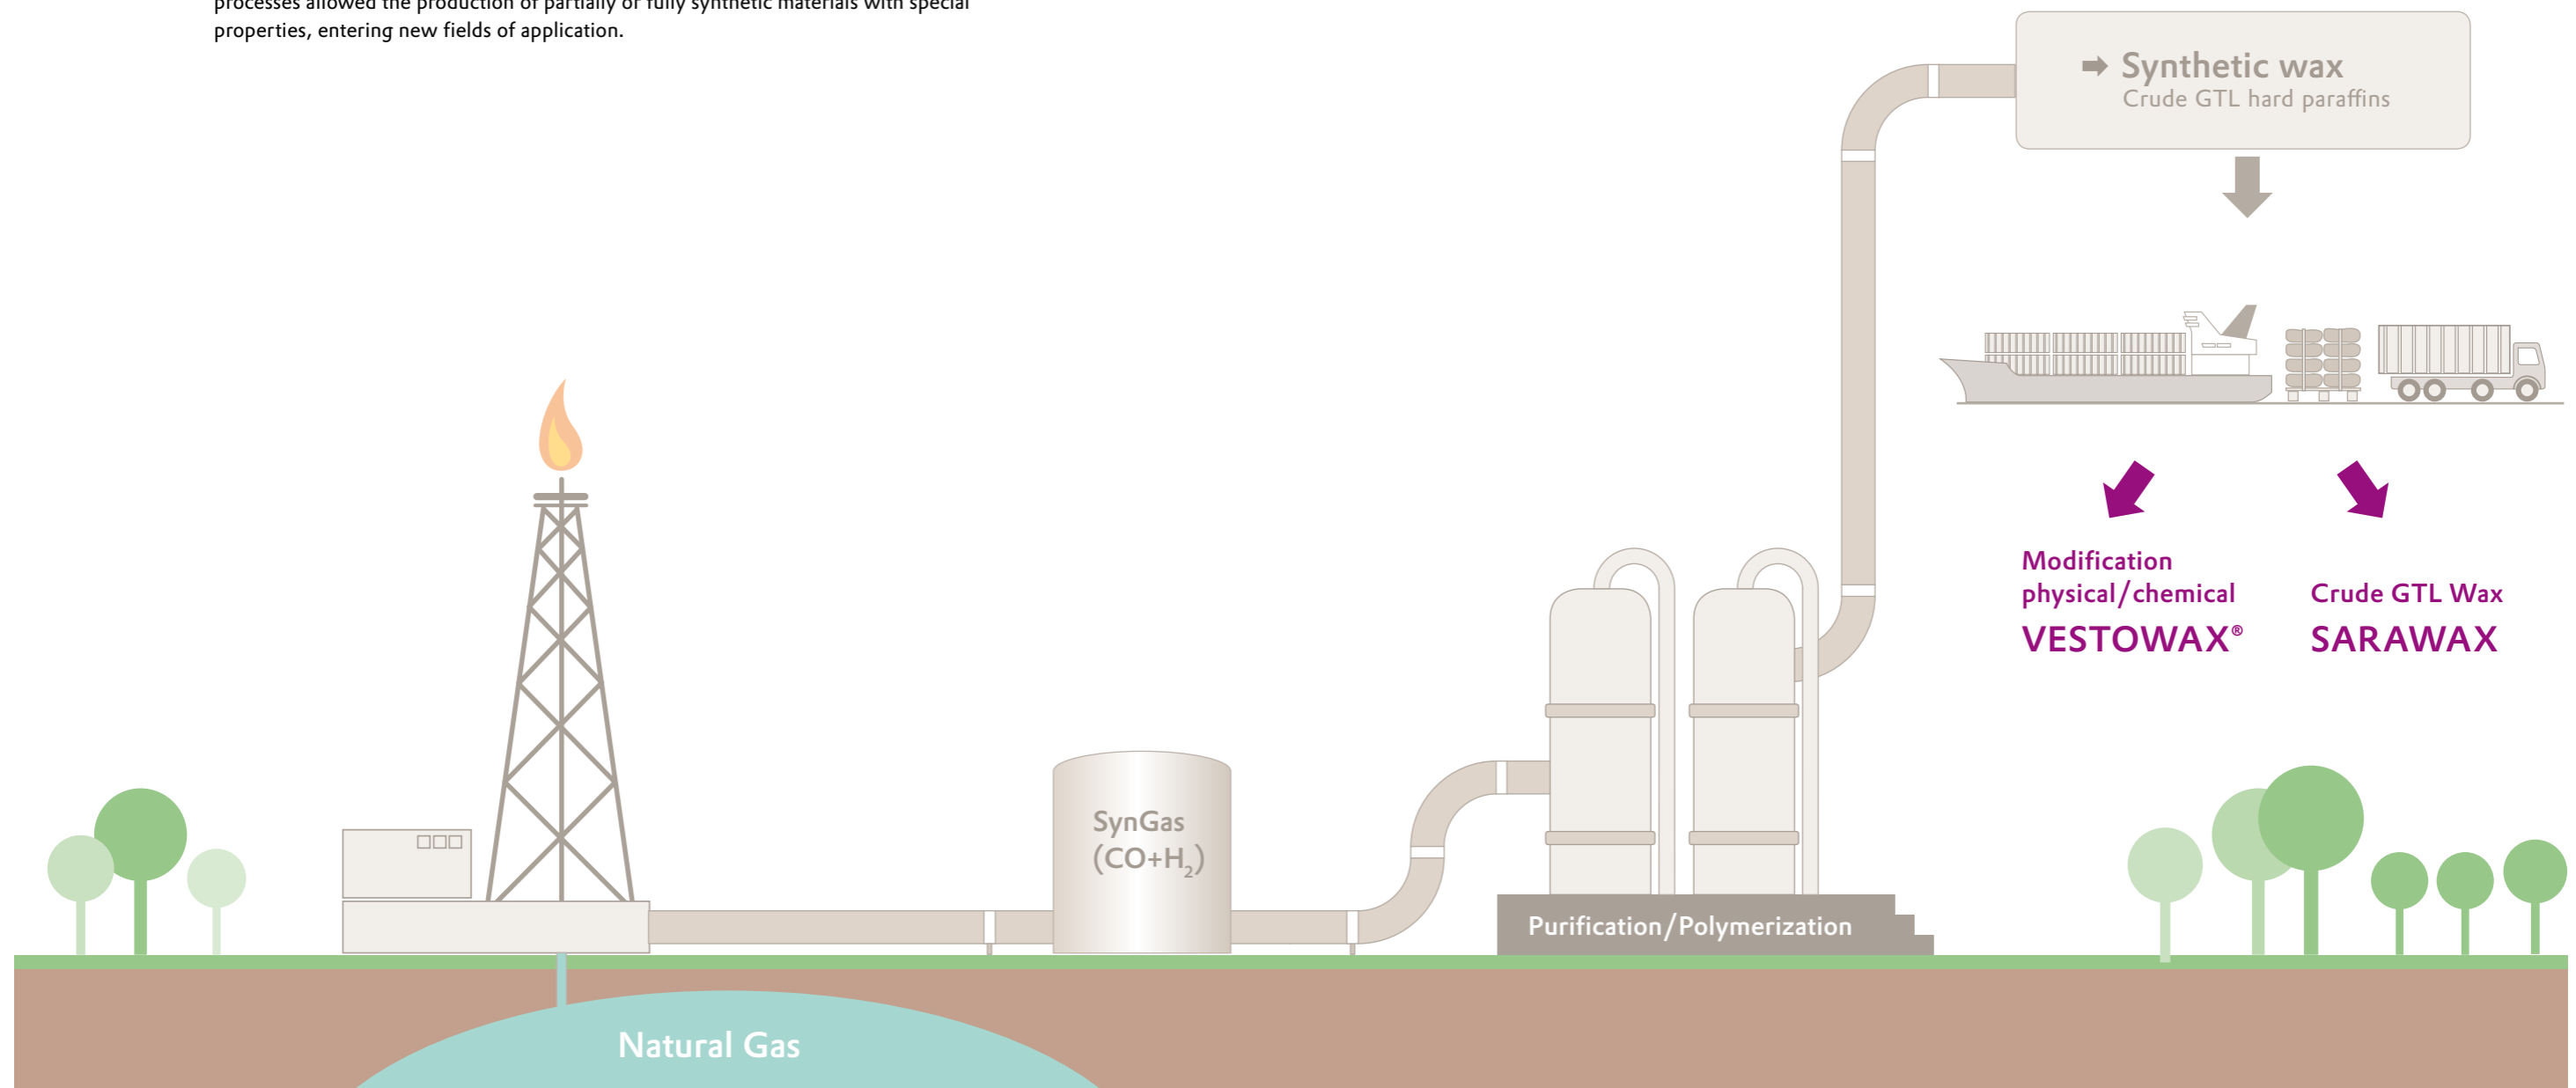 processes allowed the production of partially or fully synthetic materials with special
properties, entering new fields of application.
➡ Synthetic wax
Crude GTL hard paraffins
Modification
physical/chemical
VESTOWAX®
Crude GTL Wax
SARAWAX
SynGas
(CO+H₂)
Purification/Polymerization
Natural Gas